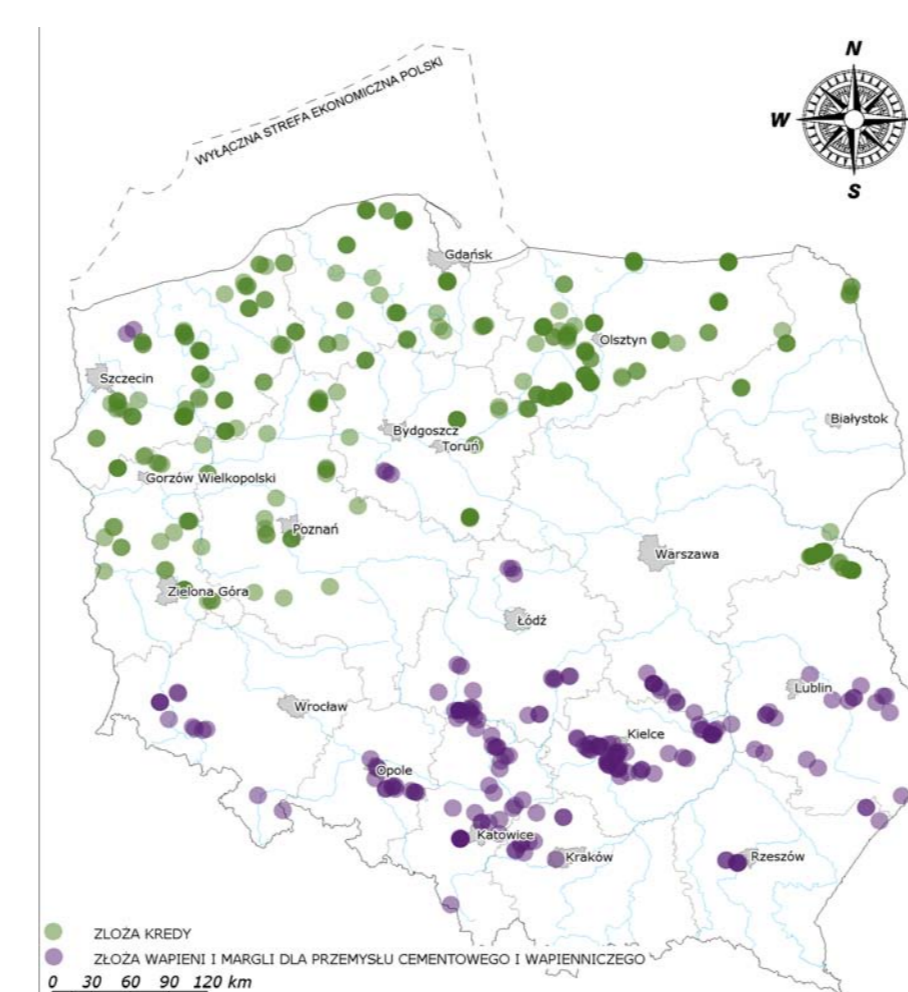 N
WYŁĄCZNA STREFA EKONOMICZNA POLSKI
W
S
Gdańsk
Olsztyn
Szczecin
Białystok
Bydgoszcz
Toruń
Gorzów Wielkopolski
Poznań
Warszawa
Zielona Góra
Łódź
Lublin
Wrocław
Kielce
Opole
Katowice
Kraków
Rzeszów
ZLOŻA KREDY
ZŁOŻA WAPIENI I MARGLI DLA PRZEMYSŁU CEMENTOWEGO I WAPIENNICZEGO
0 30 60 90 120 km